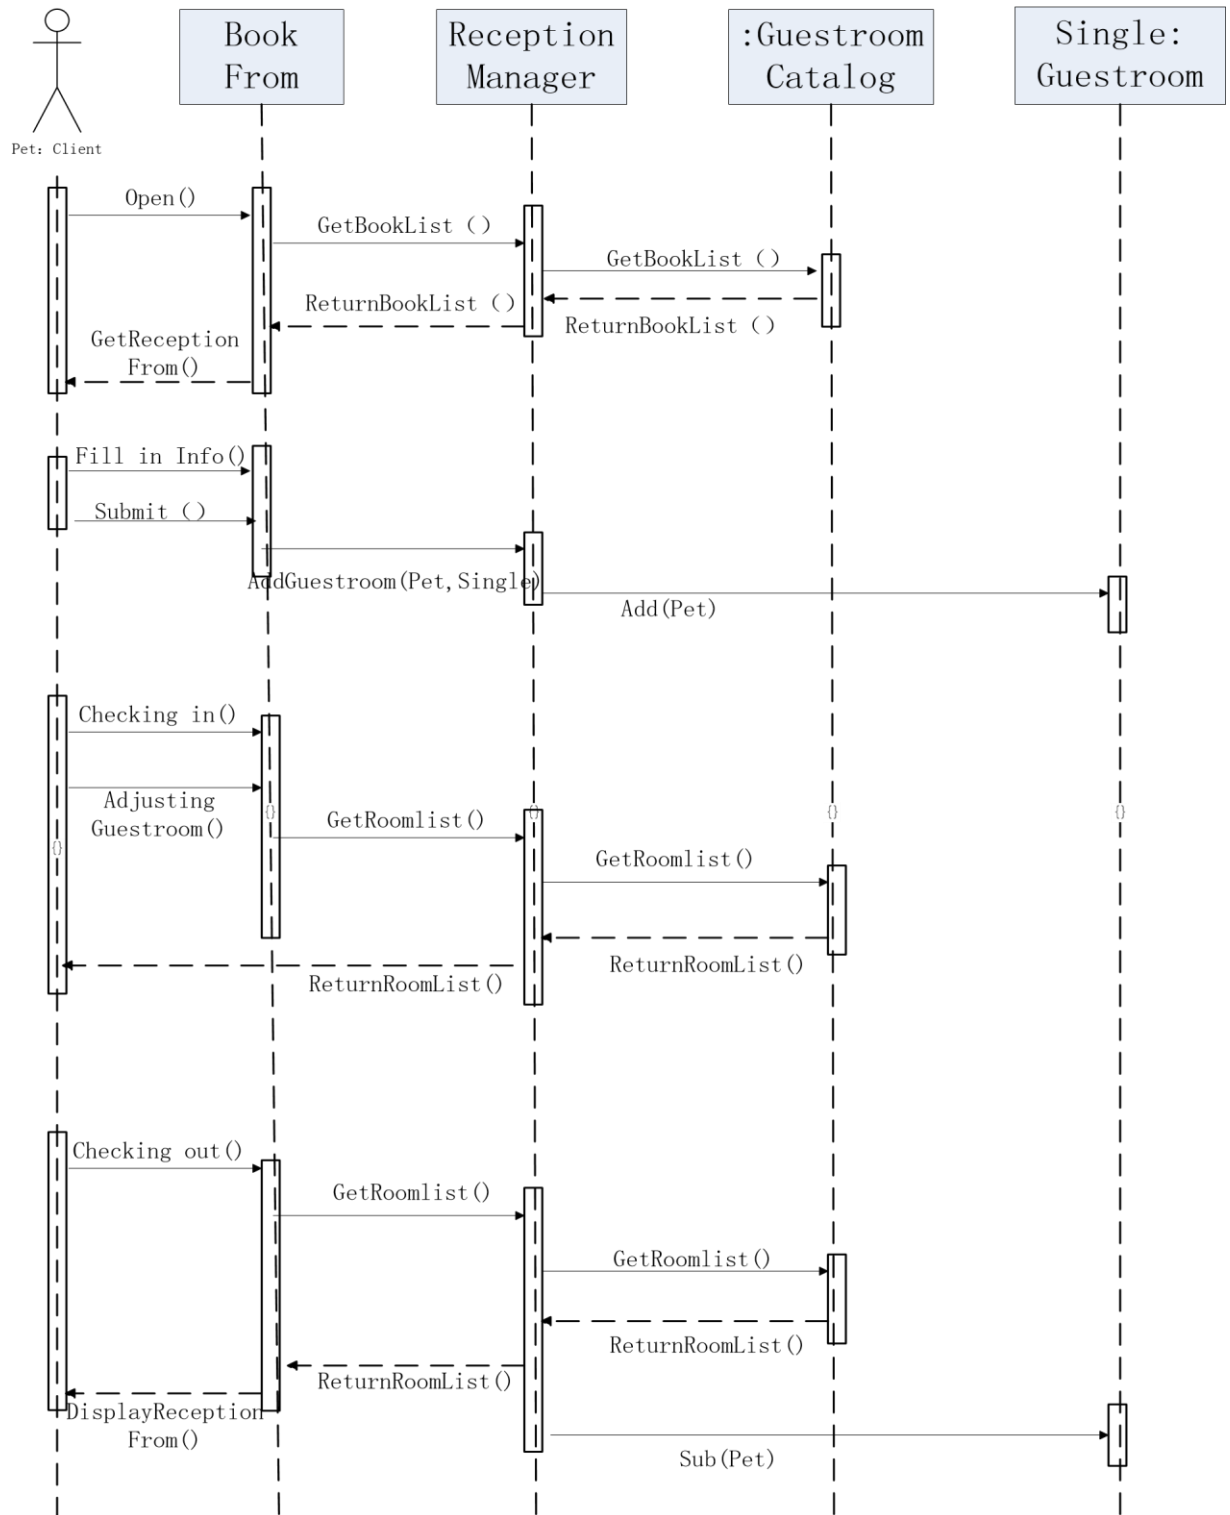 Book
From
Reception
Manager
:Guestroom
Catalog
Single:
Guestroom
Pet: Client
Open()
GetBookList ()
GetBookList ()
ReturnBookList ()
ReturnBookList ()
GetReception
From()
Fill in Info()
Submit ()
AddGuestroom(Pet,Single)
Add(Pet)
Checking in()
Adjusting
Guestroom()
{}
{}
{}
{}
GetRoomlist()
{}
GetRoomlist()
ReturnRoomList()
ReturnRoomList()
Checking out()
GetRoomlist()
GetRoomlist()
ReturnRoomList()
ReturnRoomList()
DisplayReception
From()
Sub(Pet)